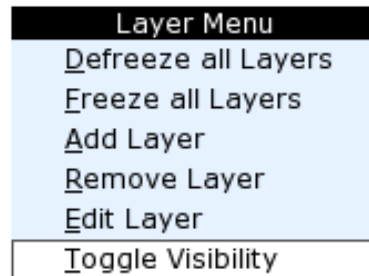 Layer Menu
Defreeze all Layers
Freeze all Layers
Add Layer
Remove Layer
Edit Layer
Toggle Visibility